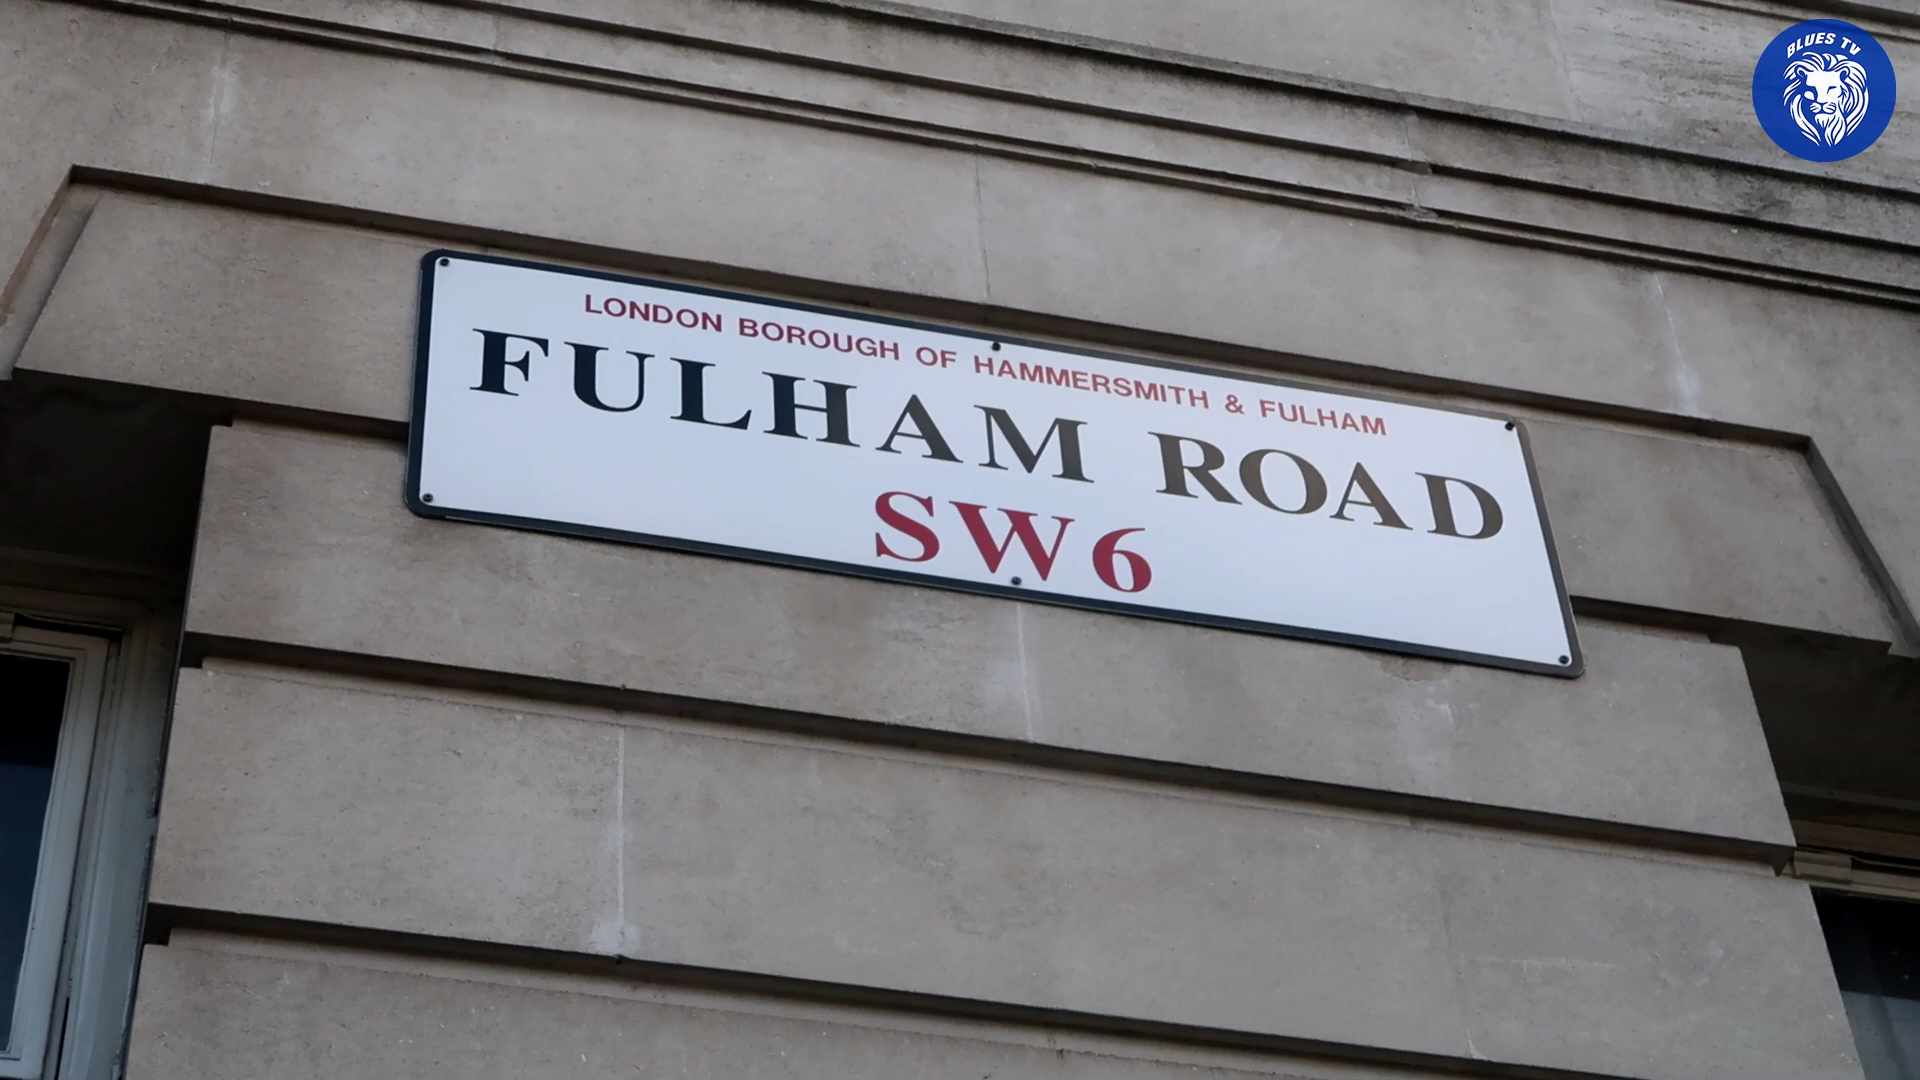 BLUES TV
LONDON BOROUGH OF HAMMERSMITH & FULHAM
FULHAM ROAD
SW6